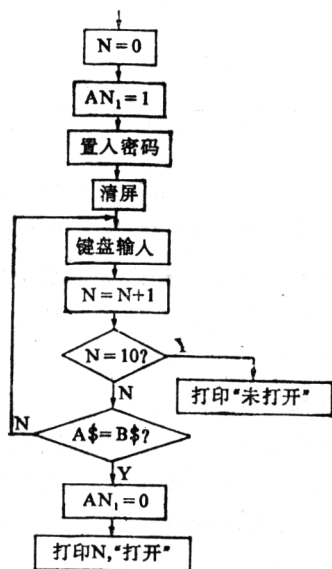 N=0
AN₁=1
置入密码
清屏
键盘输入
N=N+1
N=10?
Y
打印“未打开”
N
A$=B$?
N
Y
AN₁=0
打印N,“打开”